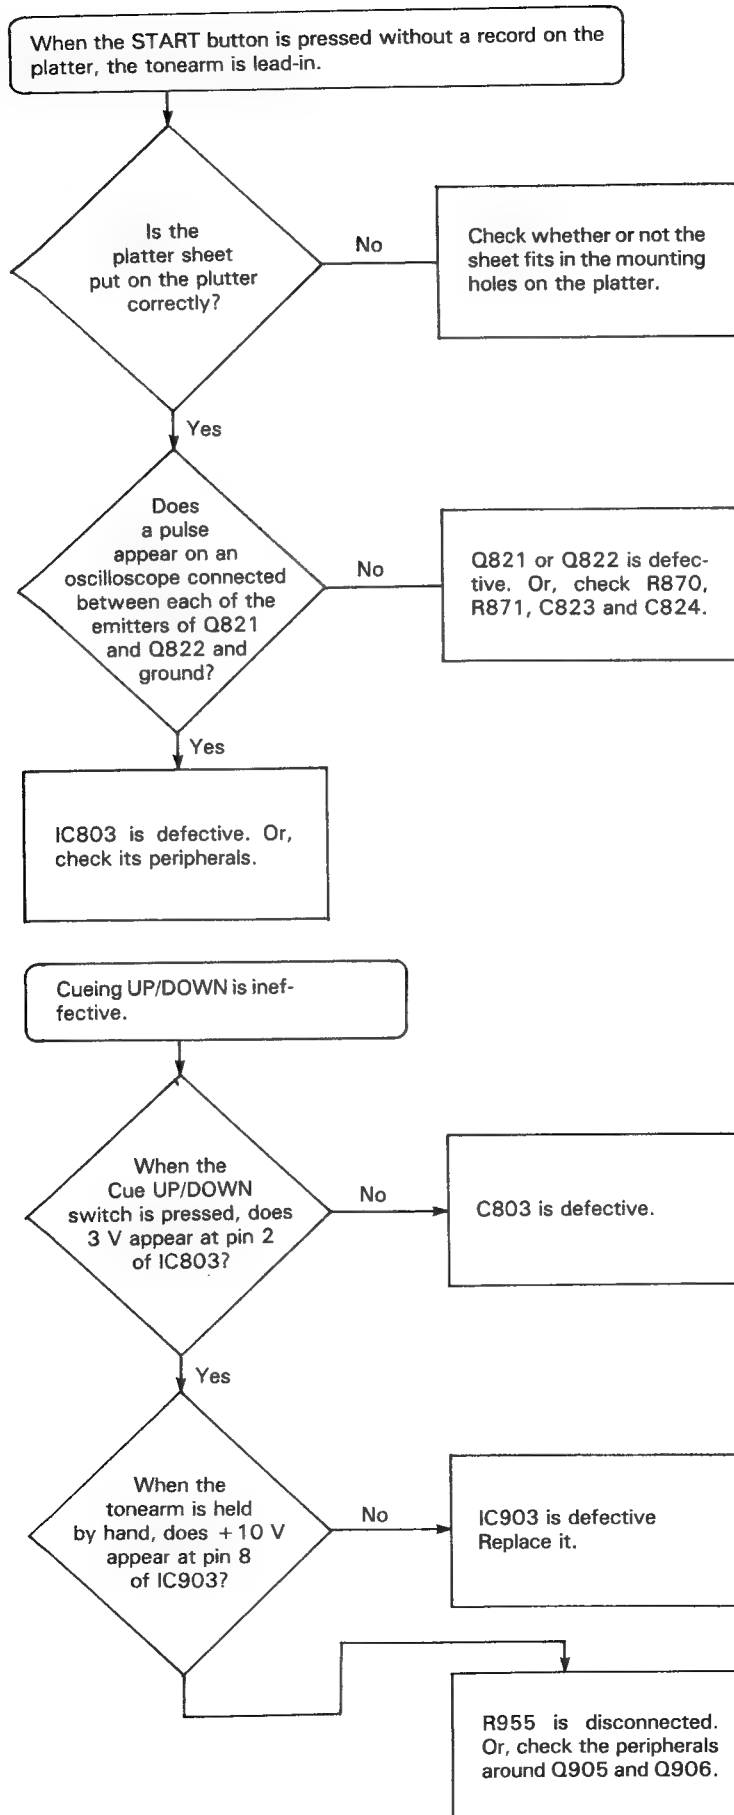 When the START button is pressed without a record on the
platter, the tonearm is lead-in.
Is the
platter sheet
put on the plutter
correctly?
No
Check whether or not the
sheet fits in the mounting
holes on the platter.
Yes
Does
a pulse
appear on an
oscilloscope connected
between each of the
emitters of Q821
and Q822 and
ground?
No
Q821 or Q822 is defec-
tive. Or, check R870,
R871, C823 and C824.
Yes
IC803 is defective. Or,
check its peripherals.
Cueing UP/DOWN is inef-
fective.
When the
Cue UP/DOWN
switch is pressed, does
3 V appear at pin 2
of IC803?
No
C803 is defective.
Yes
When the
tonearm is held
by hand, does +10 V
appear at pin 8
of IC903?
No
IC903 is defective
Replace it.
R955 is disconnected.
Or, check the peripherals
around Q905 and Q906.